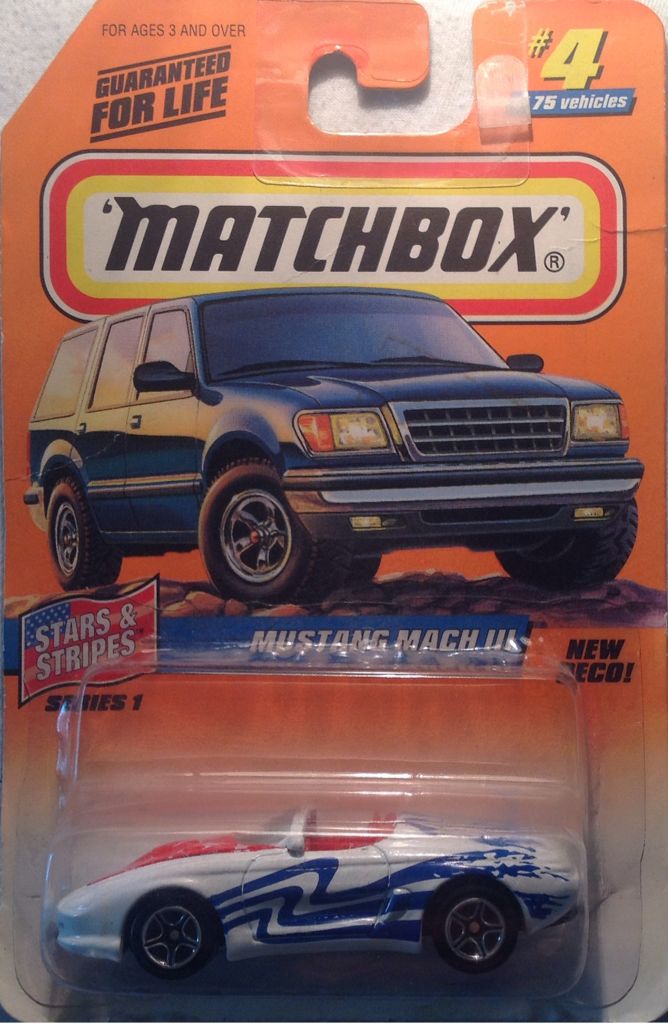 FOR AGES 3 AND OVER
GUARANTEED
FOR LIFE
#4
75 vehicles
'MATCHBOX'®
STARS &
STRIPES™
SERIES 1
MUSTANG MACH III
NEW
DECO!